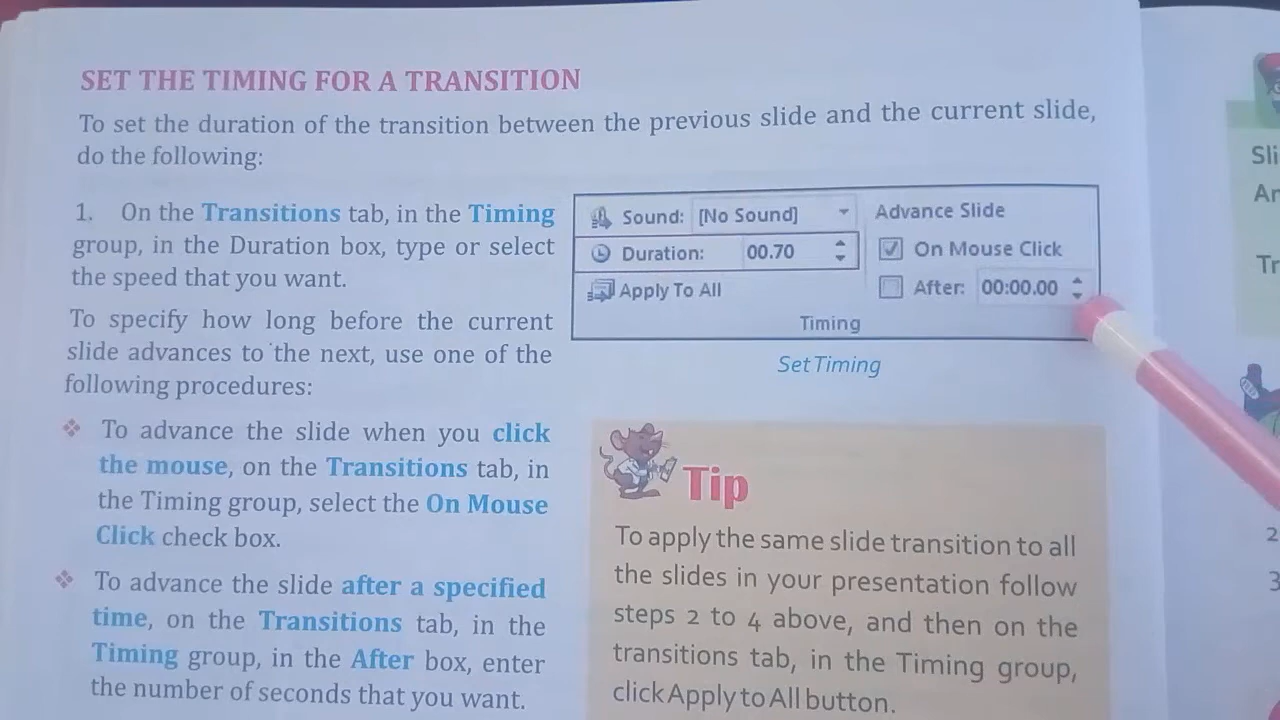 SET THE TIMING FOR A TRANSITION
To set the duration of the transition between the previous slide and the current slide,
do the following:
1. On the Transitions tab, in the Timing
group, in the Duration box, type or select
the speed that you want.
To specify how long before the current
slide advances to the next, use one of the
following procedures:
❖ To advance the slide when you click
the mouse, on the Transitions tab, in
the Timing group, select the On Mouse
Click check box.
❖ To advance the slide after a specified
time, on the Transitions tab, in the
Timing group, in the After box, enter
the number of seconds that you want.
Sound: [No Sound]
Duration: 00.70
Apply To All
Advance Slide
On Mouse Click
After: 00:00.00
Timing
Set Timing
Tip
To apply the same slide transition to all
the slides in your presentation follow
steps 2 to 4 above, and then on the
transitions tab, in the Timing group,
click Apply to All button.
2
3